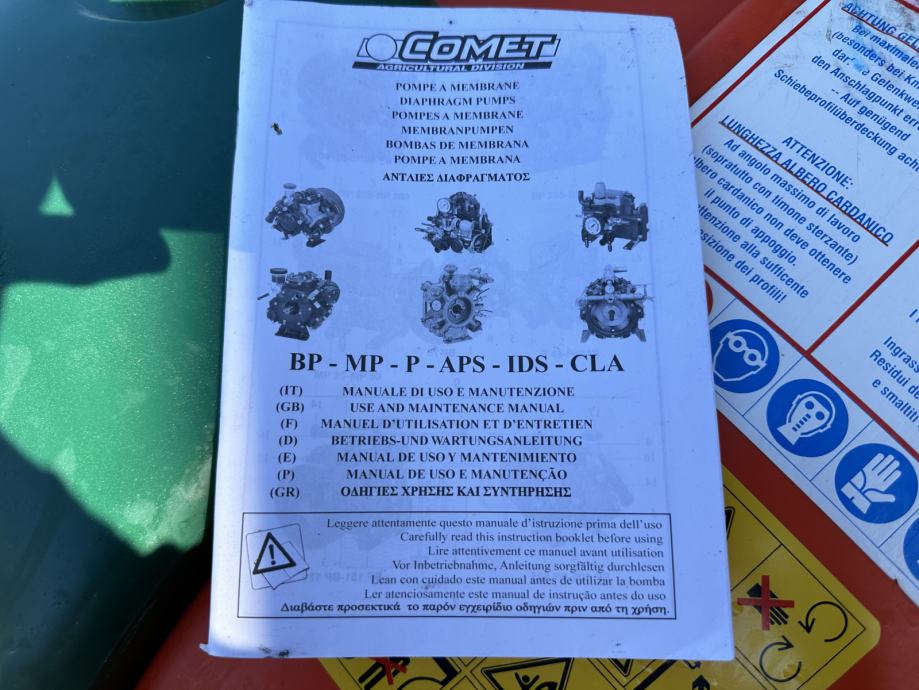 COMET
AGRICULTURAL DIVISION
POMPE A MEMBRANE
DIAPHRAGM PUMPS
POMPES A MEMBRANE
MEMBRANPUMPEN
BOMBAS DE MEMBRANA
POMPE A MEMBRANA
ΑΝΤΑΙΕΣ ΔΙΑΦΡΑΓΜΑΤΟΣ
BP - MP - P - APS - IDS - CLA
(IT) MANUALE DI USO E MANUTENZIONE
(GB) USE AND MAINTENANCE MANUAL
(F) MANUEL D'UTILISATION ET D'ENTRETIEN
(D) BETRIEBS-UND WARTUNGSANLEITUNG
(E) MANUAL DE USO Y MANTENIMIENTO
(P) MANUAL DE USO E MANUTENÇÃO
(GR) ΟΔΗΓΙΕΣ ΧΡΗΣΗΣ ΚΑΙ ΣΥΝΤΗΡΗΣΗΣ
Leggere attentamente questo manuale d'istruzione prima dell'uso
Carefully read this instruction booklet before using
Lire attentivement ce manuel avant utilisation
Vor Inbetriebnahme, Anleitung sorgfältig durchlesen
Lean con cuidado este manual antes de utilizar la bomba
Ler atenciosamente este manual de instrução antes do uso
Διαβάστε προσεκτικά το παρόν εγχειρίδιο οδηγιών πριν από τη χρήση.
ACHTUNG
Bei
(besonders bei
den Anschlagpunkt
-- Auf genügend
Schiebeprofilüberdeckung
ATTENZIONE:
LUNGHEZZA ALBERO CARDANICO
Ad angolo massimo di lavoro
(sopratutto con limone sterzante)
cardanico non deve ottenere
il punto di appoggio.
alla sufficente
dei profili!
Residui
e